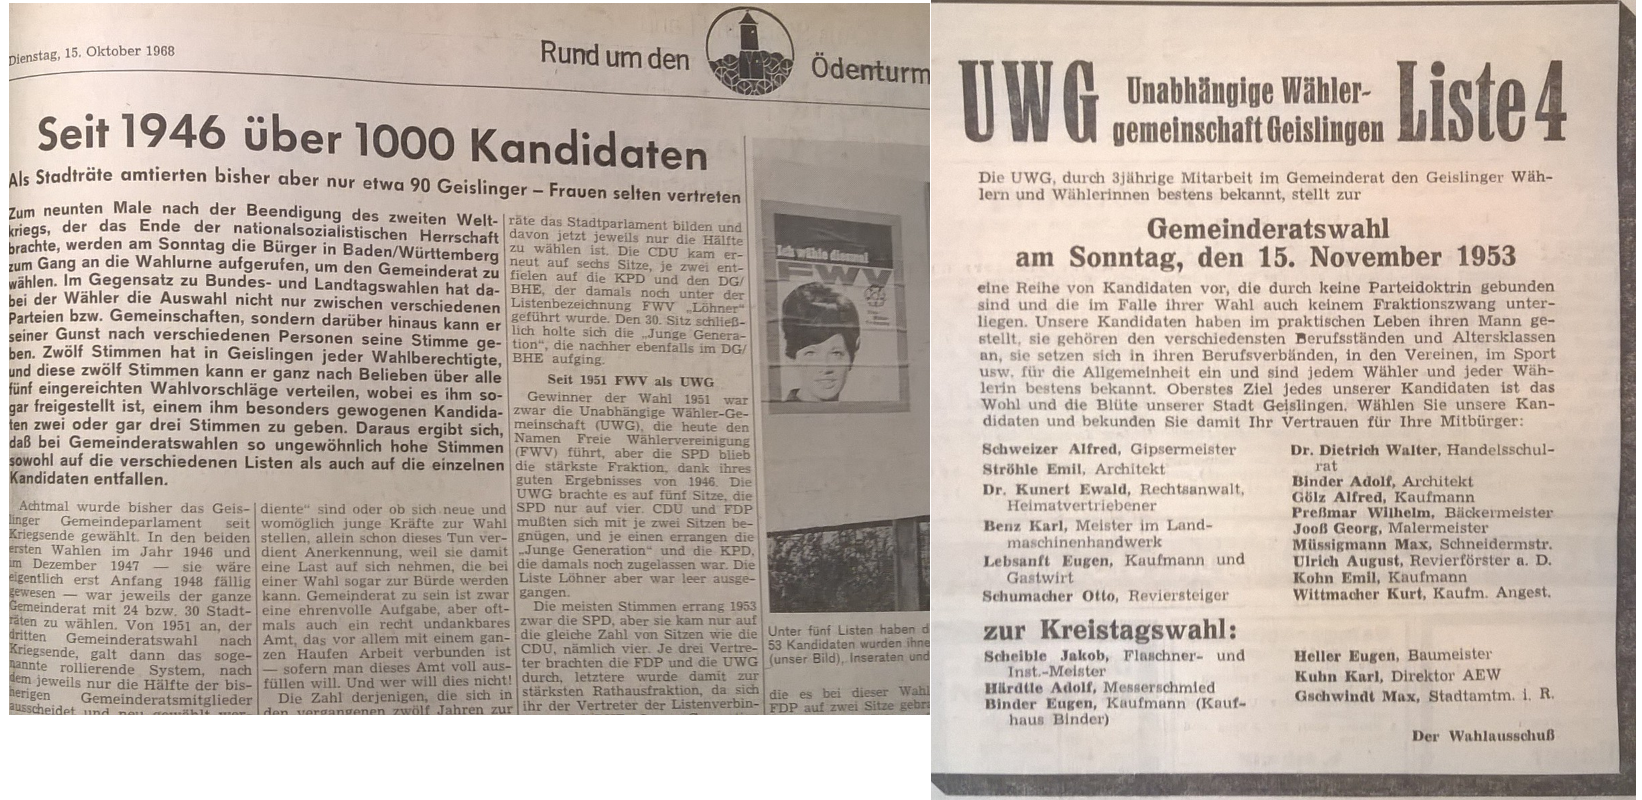 Dienstag, 15. Oktober 1968
Rund um den
Ödenturm
Seit 1946 über 1000 Kandidaten
Als Stadträte amtierten bisher aber nur etwa 90 Geislinger – Frauen selten vertreten
Zum neunten Male nach der Beendigung des zweiten Welt-
kriegs, der das Ende der nationalsozialistischen Herrschaft
brachte, werden am Sonntag die Bürger in Baden/Württemberg
zum Gang an die Wahlurne aufgerufen, um den Gemeinderat zu
wählen. Im Gegensatz zu Bundes- und Landtagswahlen hat da-
bei der Wähler die Auswahl nicht nur zwischen verschiedenen
Parteien bzw. Gemeinschaften, sondern darüber hinaus kann er
seiner Gunst nach verschiedenen Personen seine Stimme ge-
ben. Zwölf Stimmen hat in Geislingen jeder Wahlberechtigte,
und diese zwölf Stimmen kann er ganz nach Belieben über alle
fünf eingereichten Wahlvorschläge verteilen, wobei es ihm so-
gar freigestellt ist, einem ihm besonders gewogenen Kandida-
ten zwei oder gar drei Stimmen zu geben. Daraus ergibt sich,
daß bei Gemeinderatswahlen so ungewöhnlich hohe Stimmen
sowohl auf die verschiedenen Listen als auch auf die einzelnen
Kandidaten entfallen.
Achtmal wurde bisher das Geis-
linger Gemeindeparlament seit
Kriegsende gewählt. In den beiden
ersten Wahlen im Jahr 1946 und
im Dezember 1947 — sie wäre
eigentlich erst Anfang 1948 fällig
gewesen — war jeweils der ganze
Gemeinderat mit 24 bzw. 30 Stadt-
räten zu wählen. Von 1951 an, der
dritten Gemeinderatswahl nach
Kriegsende, galt dann das soge-
nannte rollierende System, nach
dem jeweils nur die Hälfte der bis-
herigen Gemeinderatsmitglieder
ausscheidet und neu gewählt wer-
diente“ sind oder ob sich neue und
womöglich junge Kräfte zur Wahl
stellen, allein schon dieses Tun ver-
dient Anerkennung, weil sie damit
eine Last auf sich nehmen, die bei
einer Wahl sogar zur Bürde werden
kann. Gemeinderat zu sein ist zwar
eine ehrenvolle Aufgabe, aber oft-
mals auch ein recht undankbares
Amt, das vor allem mit einem gan-
zen Haufen Arbeit verbunden ist
— sofern man dieses Amt voll aus-
füllen will. Und wer will dies nicht!
Die Zahl derjenigen, die sich in
den vergangenen zwölf Jahren zur
räte das Stadtparlament bilden und
davon jetzt jeweils nur die Hälfte
zu wählen ist. Die CDU kam er-
neut auf sechs Sitze, je zwei ent-
fielen auf die KPD und den DG/
BHE, der damals noch unter der
Listenbezeichnung FWV „Löhner“
geführt wurde. Den 30. Sitz schließ-
lich holte sich die „Junge Genera-
tion“, die nachher ebenfalls im DG/
BHE aufging.
Seit 1951 FWV als UWG
Gewinner der Wahl 1951 war
zwar die Unabhängige Wähler-Ge-
meinschaft (UWG), die heute den
Namen Freie Wählervereinigung
(FWV) führt, aber die SPD blieb
die stärkste Fraktion, dank ihres
guten Ergebnisses von 1946. Die
UWG brachte es auf fünf Sitze, die
SPD nur auf vier. CDU und FDP
mußten sich mit je zwei Sitzen be-
gnügen, und je einen errangen die
„Junge Generation“ und die KPD,
die damals noch zugelassen war. Die
Liste Löhner aber war leer ausge-
gangen.
Die meisten Stimmen errang 1953
zwar die SPD, aber sie kam nur auf
die gleiche Zahl von Sitzen wie die
CDU, nämlich vier. Je drei Vertre-
ter brachten die FDP und die UWG
durch, letztere wurde damit zur
stärksten Rathausfraktion, da sich
ihr der Vertreter der Listenverbin-
Ich wähle diesmal
FWV
Unter fünf Listen haben d
53 Kandidaten wurden ihne
(unser Bild), Inseraten und
die es bei dieser Wahl
FDP auf zwei Sitze gebra
UWG Unabhängige Wähler-
gemeinschaft Geislingen Liste 4
Die UWG, durch 3jährige Mitarbeit im Gemeinderat den Geislinger Wäh-
lern und Wählerinnen bestens bekannt, stellt zur
Gemeinderatswahl
am Sonntag, den 15. November 1953
eine Reihe von Kandidaten vor, die durch keine Parteidoktrin gebunden
sind und die im Falle ihrer Wahl auch keinem Fraktionszwang unter-
liegen. Unsere Kandidaten haben im praktischen Leben ihren Mann ge-
stellt, sie gehören den verschiedensten Berufsständen und Altersklassen
an, sie setzen sich in ihren Berufsverbänden, in den Vereinen, im Sport
usw. für die Allgemeinheit ein und sind jedem Wähler und jeder Wäh-
lerin bestens bekannt. Oberstes Ziel jedes unserer Kandidaten ist das
Wohl und die Blüte unserer Stadt Geislingen. Wählen Sie unsere Kan-
didaten und bekunden Sie damit Ihr Vertrauen für Ihre Mitbürger:
Schweizer Alfred, Gipsermeister
Ströhle Emil, Architekt
Dr. Kunert Ewald, Rechtsanwalt,
Heimatvertriebener
Benz Karl, Meister im Land-
maschinenhandwerk
Lebsanft Eugen, Kaufmann und
Gastwirt
Schumacher Otto, Reviersteiger
Dr. Dietrich Walter, Handelsschul-
rat
Binder Adolf, Architekt
Gölz Alfred, Kaufmann
Preßmar Wilhelm, Bäckermeister
Jooß Georg, Malermeister
Müssigmann Max, Schneidermstr.
Ulrich August, Revierförster a. D.
Kohn Emil, Kaufmann
Wittmacher Kurt, Kaufm. Angest.
zur Kreistagswahl:
Scheible Jakob, Flaschner- und
Inst.-Meister
Härdtle Adolf, Messerschmied
Binder Eugen, Kaufmann (Kauf-
haus Binder)
Heller Eugen, Baumeister
Kuhn Karl, Direktor AEW
Gschwindt Max, Stadtamtm. i. R.
Der Wahlausschuß